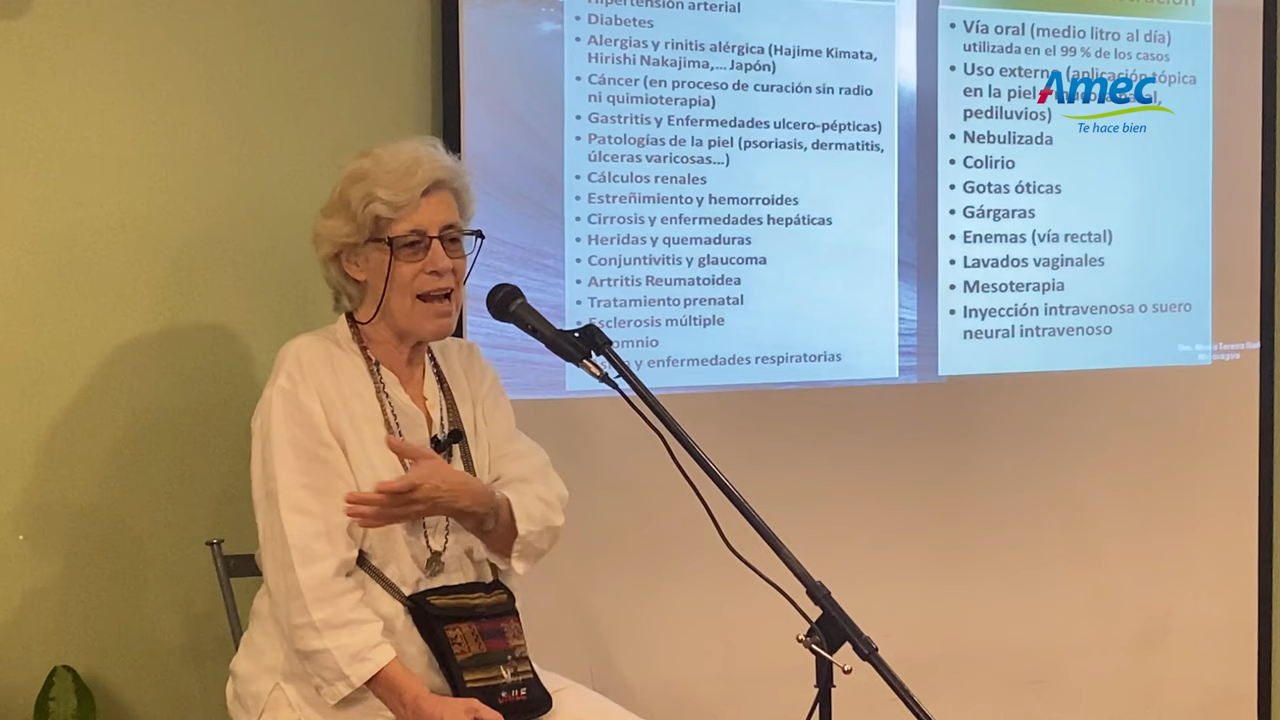 Hipertensión arterial
• Diabetes
• Alergias y rinitis alérgica (Hajime Kimata,
Hirishi Nakajima,... Japón)
• Cáncer (en proceso de curación sin radio
ni quimioterapia)
• Gastritis y Enfermedades ulcero-pépticas)
• Patologías de la piel (psoriasis, dermatitis,
úlceras varicosas...)
• Cálculos renales
• Estreñimiento y hemorroides
• Cirrosis y enfermedades hepáticas
• Heridas y quemaduras
• Conjuntivitis y glaucoma
• Artritis Reumatoidea
• Tratamiento prenatal
• Esclerosis múltiple
y enfermedades respiratorias
• Vía oral (medio litro al día)
utilizada en el 99 % de los casos
• Uso externo (aplicación tópica
en la piel
pediluvios)
• Nebulizada
• Colirio
• Gotas óticas
• Gárgaras
• Enemas (vía rectal)
• Lavados vaginales
• Mesoterapia
• Inyección intravenosa o suero
neural intravenoso
Amec
Te hace bien